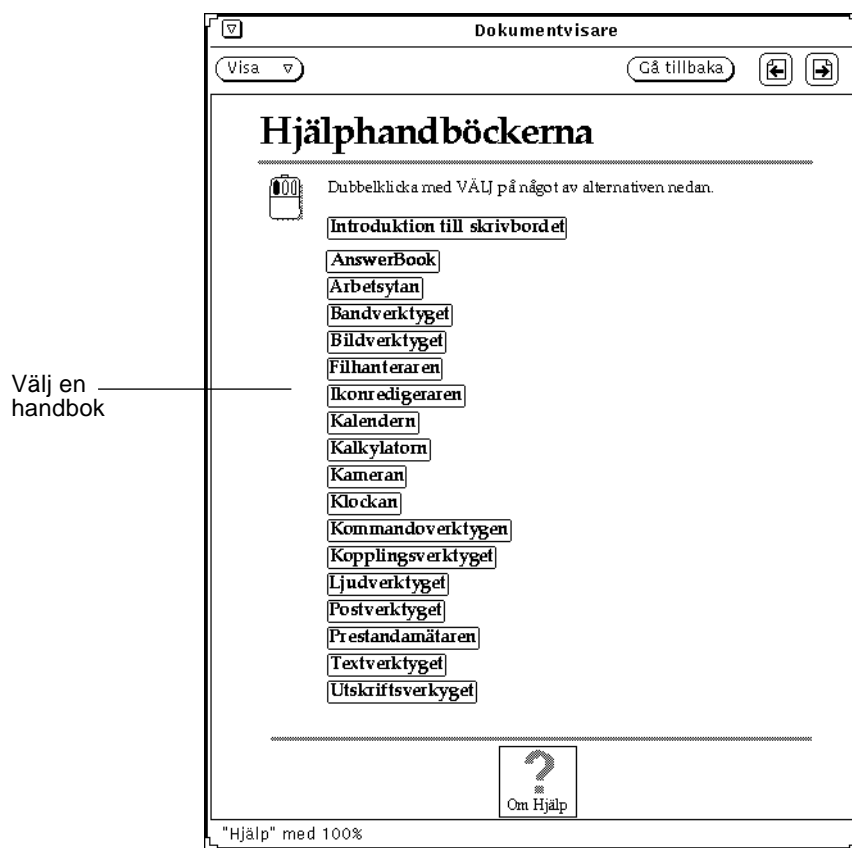 Dokumentvisare
Visa
Gå tillbaka
Hjälphandböckerna
Dubbelklicka med VÄLJ på något av alternativen nedan.
Introduktion till skrivbordet
AnswerBook
Arbetsytan
Bandverktyget
Bildverktyget
Filhanteraren
Välj en
handbok
Ikonredigeraren
Kalendern
Kalkylatorn
Kameran
Klockan
Kommandoverktygen
Kopplingsverktyget
Ljudverktyget
Postverktyget
Prestandamätaren
Textverktyget
Utskriftsverkyget
?
Om Hjälp
"Hjälp" med 100%